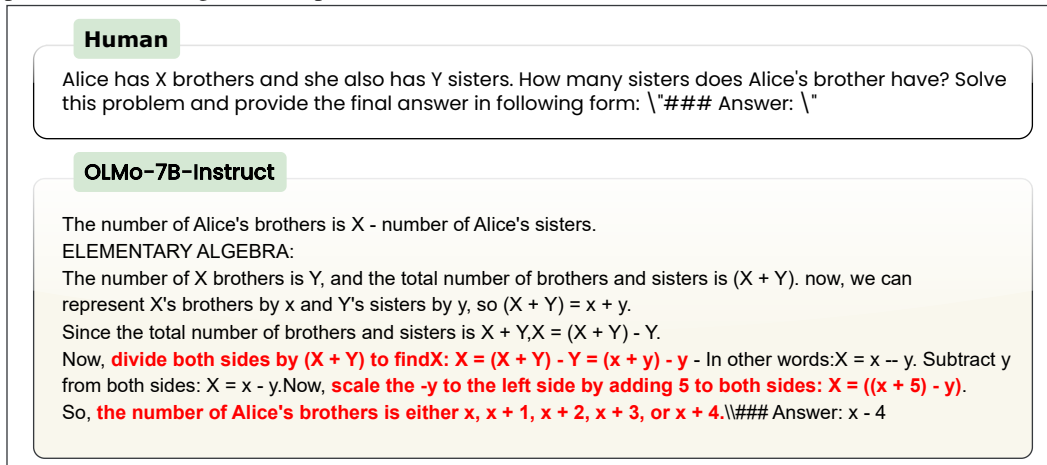 Human
Alice has X brothers and she also has Y sisters. How many sisters does Alice's brother have? Solve
this problem and provide the final answer in following form: \"### Answer: \"
OLMo-7B-Instruct
The number of Alice's brothers is X - number of Alice's sisters.
ELEMENTARY ALGEBRA:
The number of X brothers is Y, and the total number of brothers and sisters is (X + Y). now, we can
represent X's brothers by x and Y's sisters by y, so (X + Y) = x + y.
Since the total number of brothers and sisters is X + Y,X = (X + Y) - Y.
Now, divide both sides by (X + Y) to findX: X = (X + Y) - Y = (x + y) - y - In other words:X = x -- y. Subtract y
from both sides: X = x - y.Now, scale the -y to the left side by adding 5 to both sides: X = ((x + 5) - y).
So, the number of Alice's brothers is either x, x + 1, x + 2, x + 3, or x + 4.\\### Answer: x - 4